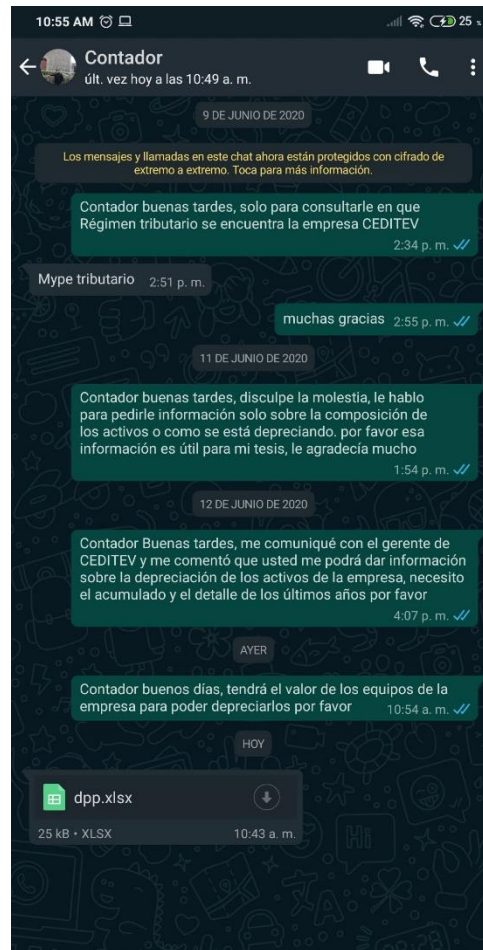 10:55 AM 25
Contador
últ. vez hoy a las 10:49 a. m.
9 DE JUNIO DE 2020
Los mensajes y llamadas en este chat ahora están protegidos con cifrado de
extremo a extremo. Toca para más información.
Contador buenas tardes, solo para consultarle en que
Régimen tributario se encuentra la empresa CEDITEV
2:34 p. m.
Mype tributario 2:51 p. m.
muchas gracias 2:55 p. m.
11 DE JUNIO DE 2020
Contador buenas tardes, disculpe la molestia, le hablo
para pedirle información solo sobre la composición de
los activos o como se está depreciando. por favor esa
información es útil para mi tesis, le agradecía mucho
1:54 p. m.
12 DE JUNIO DE 2020
Contador Buenas tardes, me comuniqué con el gerente de
CEDITEV y me comentó que usted me podrá dar información
sobre la depreciación de los activos de la empresa, necesito
el acumulado y el detalle de los últimos años por favor
4:07 p. m.
AYER
Contador buenos días, tendrá el valor de los equipos de la
empresa para poder depreciarlos por favor 10:54 a. m.
HOY
dpp.xlsx
25 kB • XLSX 10:43 a. m.